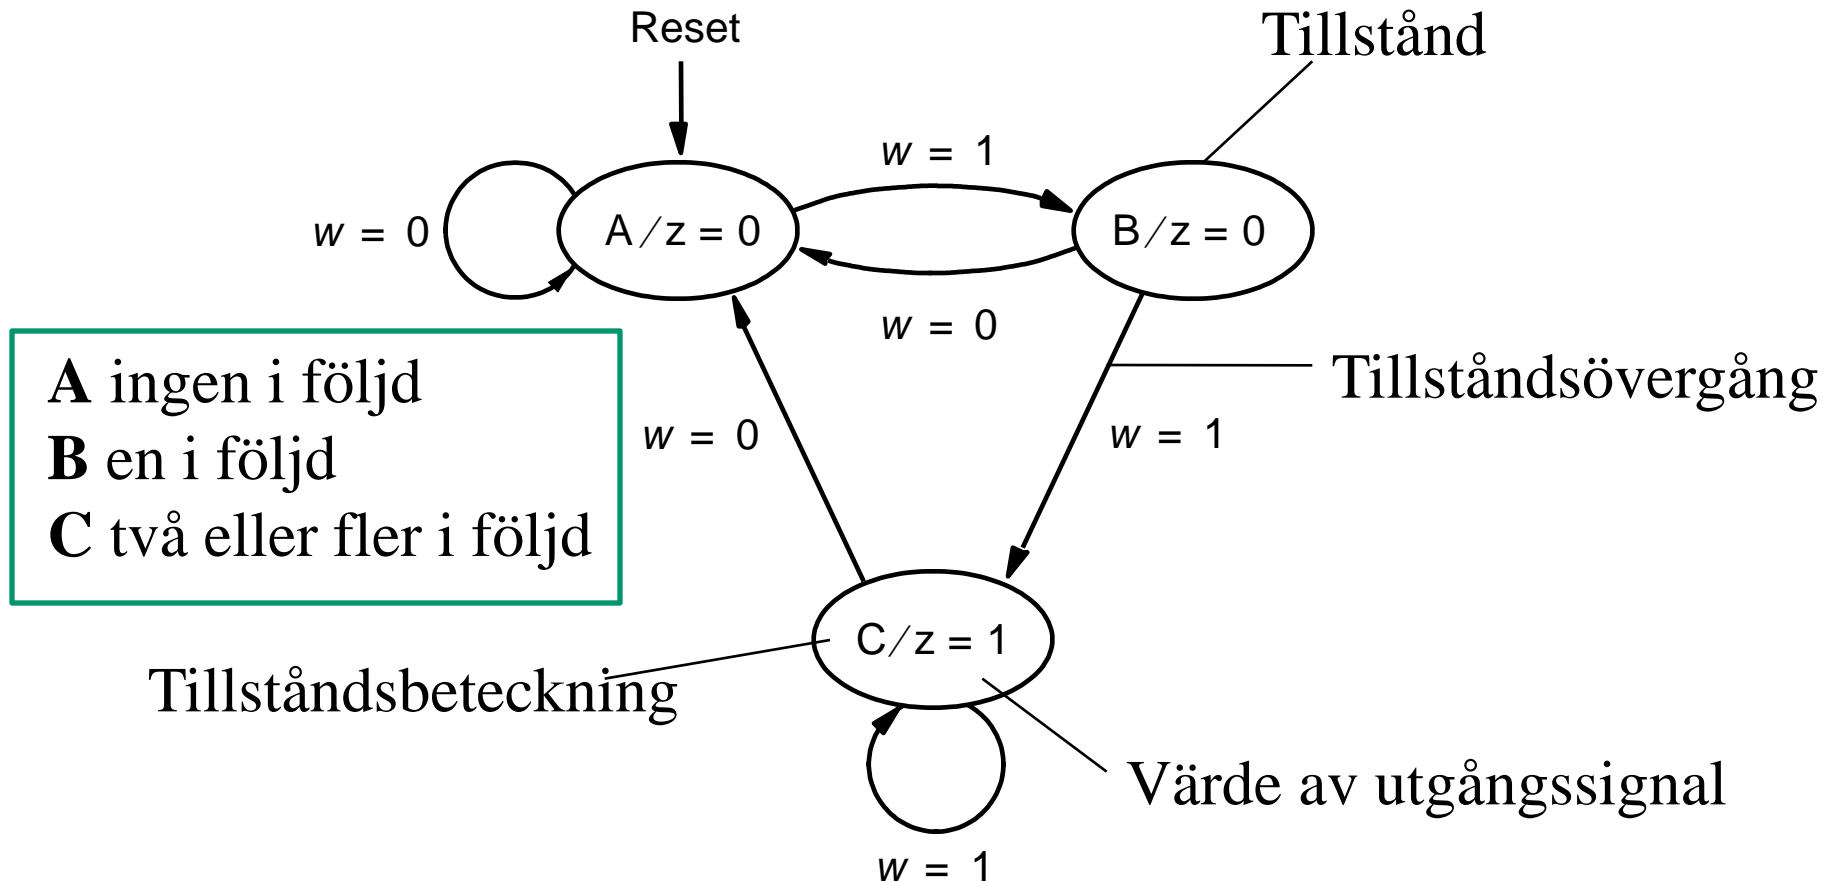 Reset
Tillstånd
w = 1
w = 0
A/z = 0
B/z = 0
w = 0
A ingen i följd
B en i följd
C två eller fler i följd
Tillståndsövergång
w = 0
w = 1
C/z = 1
Tillståndsbeteckning
Värde av utgångssignal
w = 1